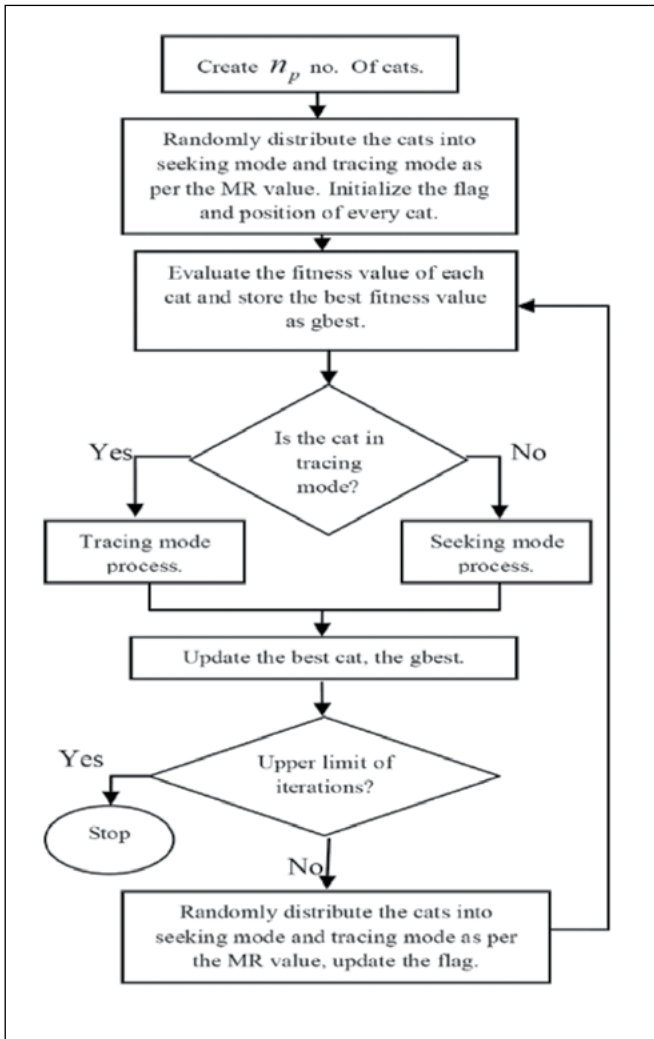 Create n_p no. Of cats.
Randomly distribute the cats into
seeking mode and tracing mode as
per the MR value. Initialize the flag
and position of every cat.
Evaluate the fitness value of each
cat and store the best fitness value
as gbest.
Is the cat in
tracing
mode?
Yes
No
Tracing mode
process.
Seeking mode
process.
Update the best cat, the gbest.
Upper limit of
iterations?
Yes
Stop
No
Randomly distribute the cats into
seeking mode and tracing mode as per
the MR value, update the flag.